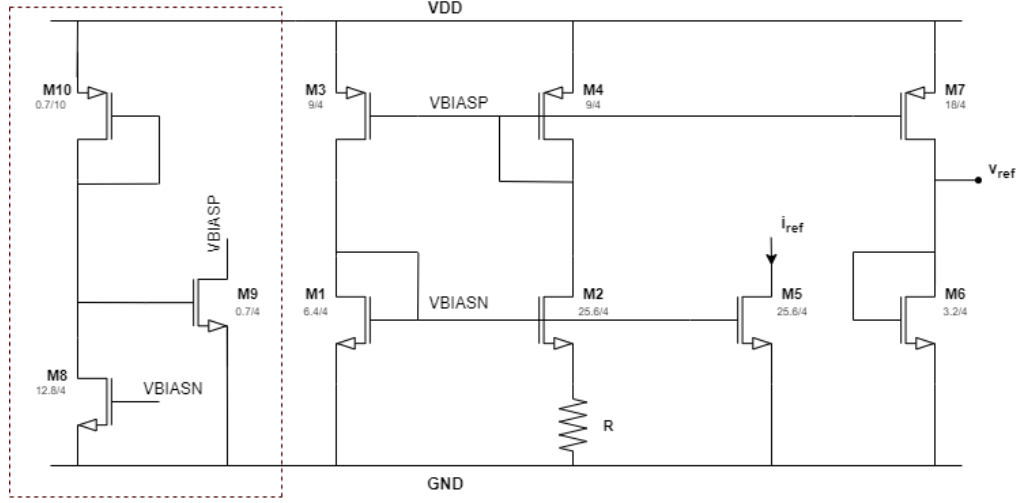 VDD
M10
0.7/10
M3
9/4
VBIASP
M4
9/4
M7
18/4
VBIASP
v_ref
i_ref
M9
0.7/4
M1
6.4/4
VBIASN
M2
25.6/4
M5
25.6/4
M6
3.2/4
M8
12.8/4
VBIASN
R
GND